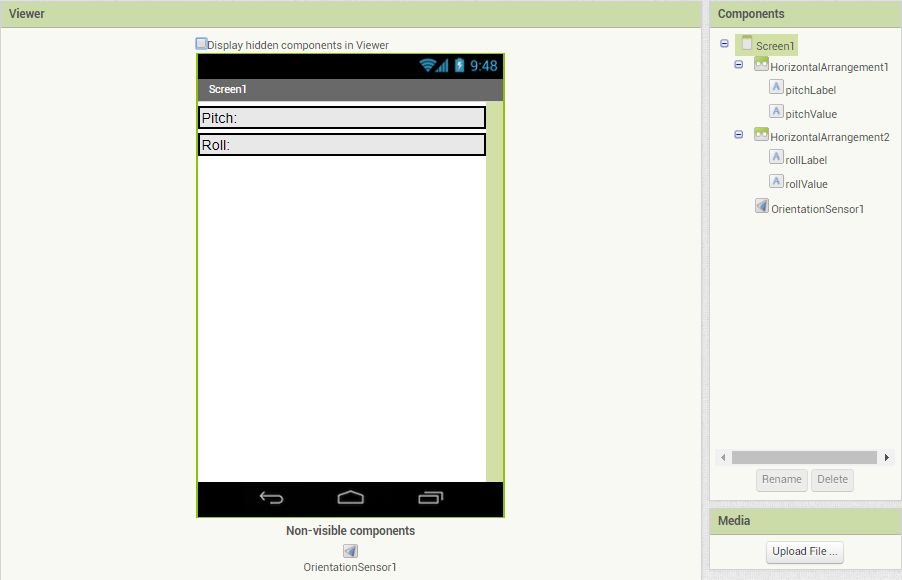 Viewer
Display hidden components in Viewer
9:48
Screen1
Pitch:
Roll:
Non-visible components
OrientationSensor1
Components
Screen1
HorizontalArrangement1
A pitchLabel
A pitchValue
HorizontalArrangement2
A rollLabel
A rollValue
OrientationSensor1
Rename Delete
Media
Upload File ...